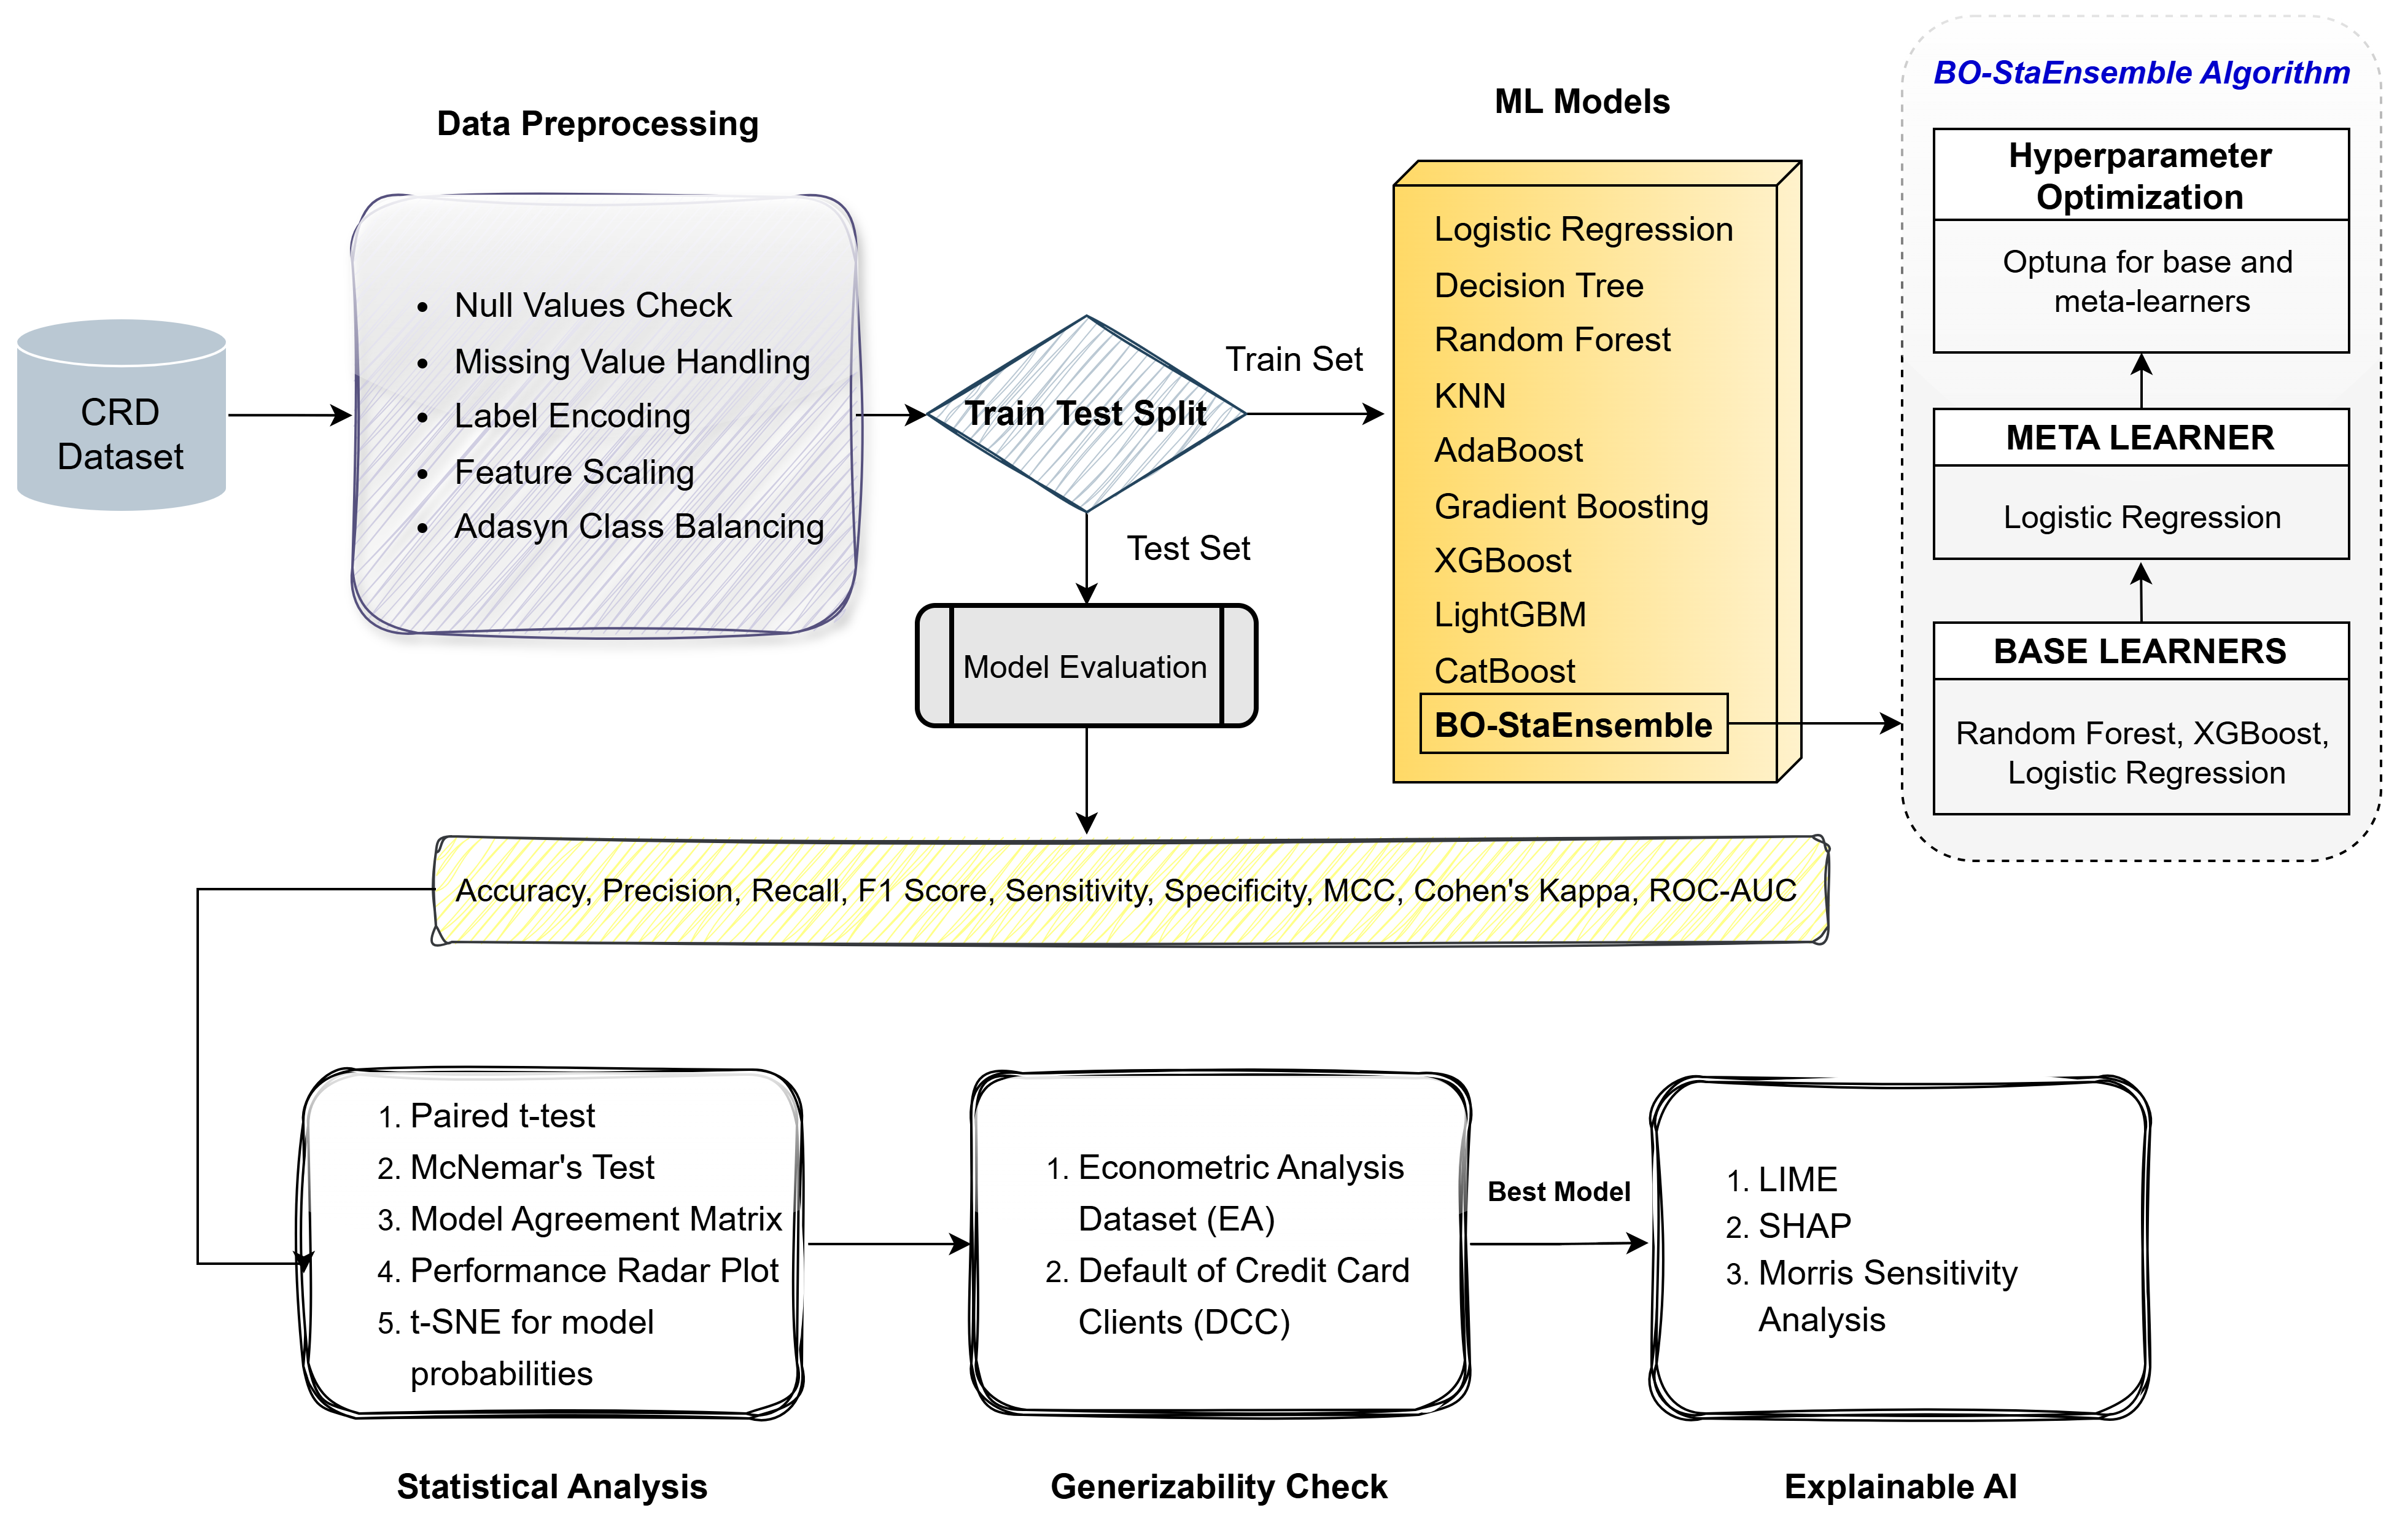 Data Preprocessing
CRD
Dataset
• Null Values Check
• Missing Value Handling
• Label Encoding
• Feature Scaling
• Adasyn Class Balancing
Train Test Split
Train Set
Test Set
Model Evaluation
ML Models
Logistic Regression
Decision Tree
Random Forest
KNN
AdaBoost
Gradient Boosting
XGBoost
LightGBM
CatBoost
BO-StaEnsemble
BO-StaEnsemble Algorithm
Hyperparameter
Optimization
Optuna for base and
meta-learners
META LEARNER
Logistic Regression
BASE LEARNERS
Random Forest, XGBoost,
Logistic Regression
Accuracy, Precision, Recall, F1 Score, Sensitivity, Specificity, MCC, Cohen's Kappa, ROC-AUC
1. Paired t-test
2. McNemar's Test
3. Model Agreement Matrix
4. Performance Radar Plot
5. t-SNE for model
probabilities
Statistical Analysis
1. Econometric Analysis
Dataset (EA)
2. Default of Credit Card
Clients (DCC)
Generizability Check
Best Model
1. LIME
2. SHAP
3. Morris Sensitivity
Analysis
Explainable AI